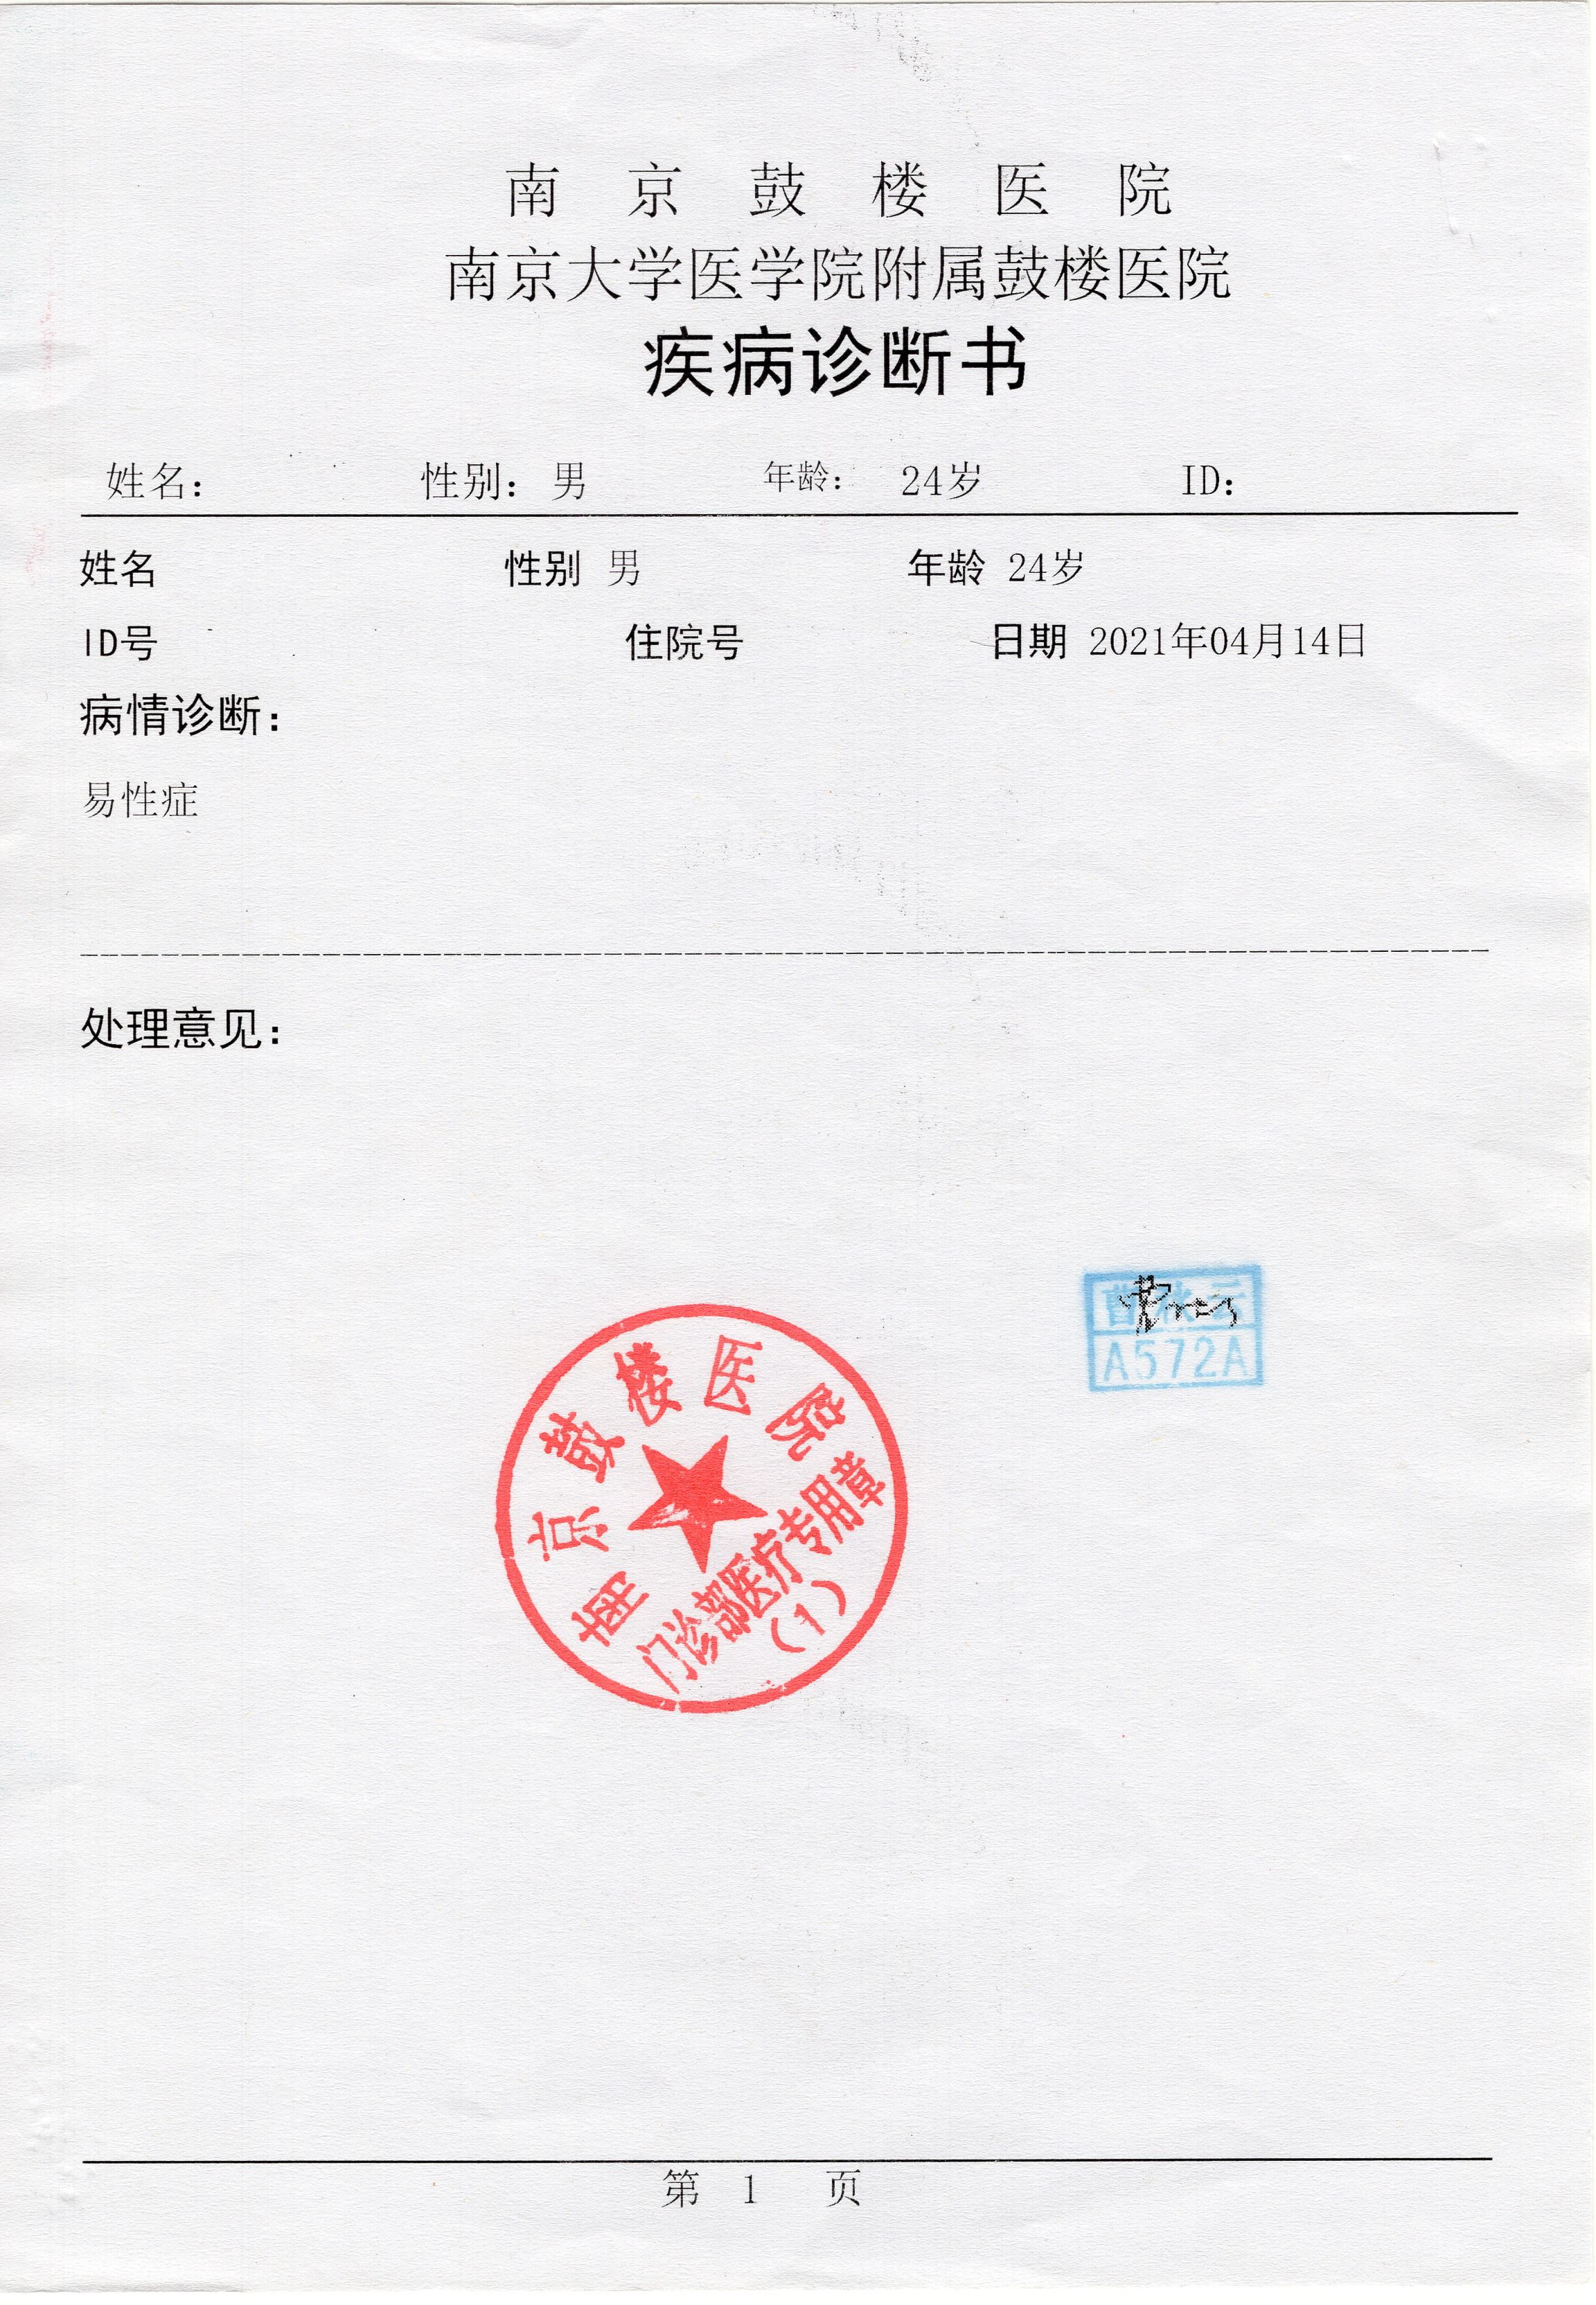 南京鼓楼医院
南京大学医学院附属鼓楼医院
疾病诊断书
姓名： 性别：男 年龄： 24岁 ID：
姓名 性别 男 年龄 24岁
ID号 住院号 日期 2021年04月14日
病情诊断：
易性症
处理意见：
A572A
南京鼓楼医院
门诊部医疗专用章
（1）
第 1 页